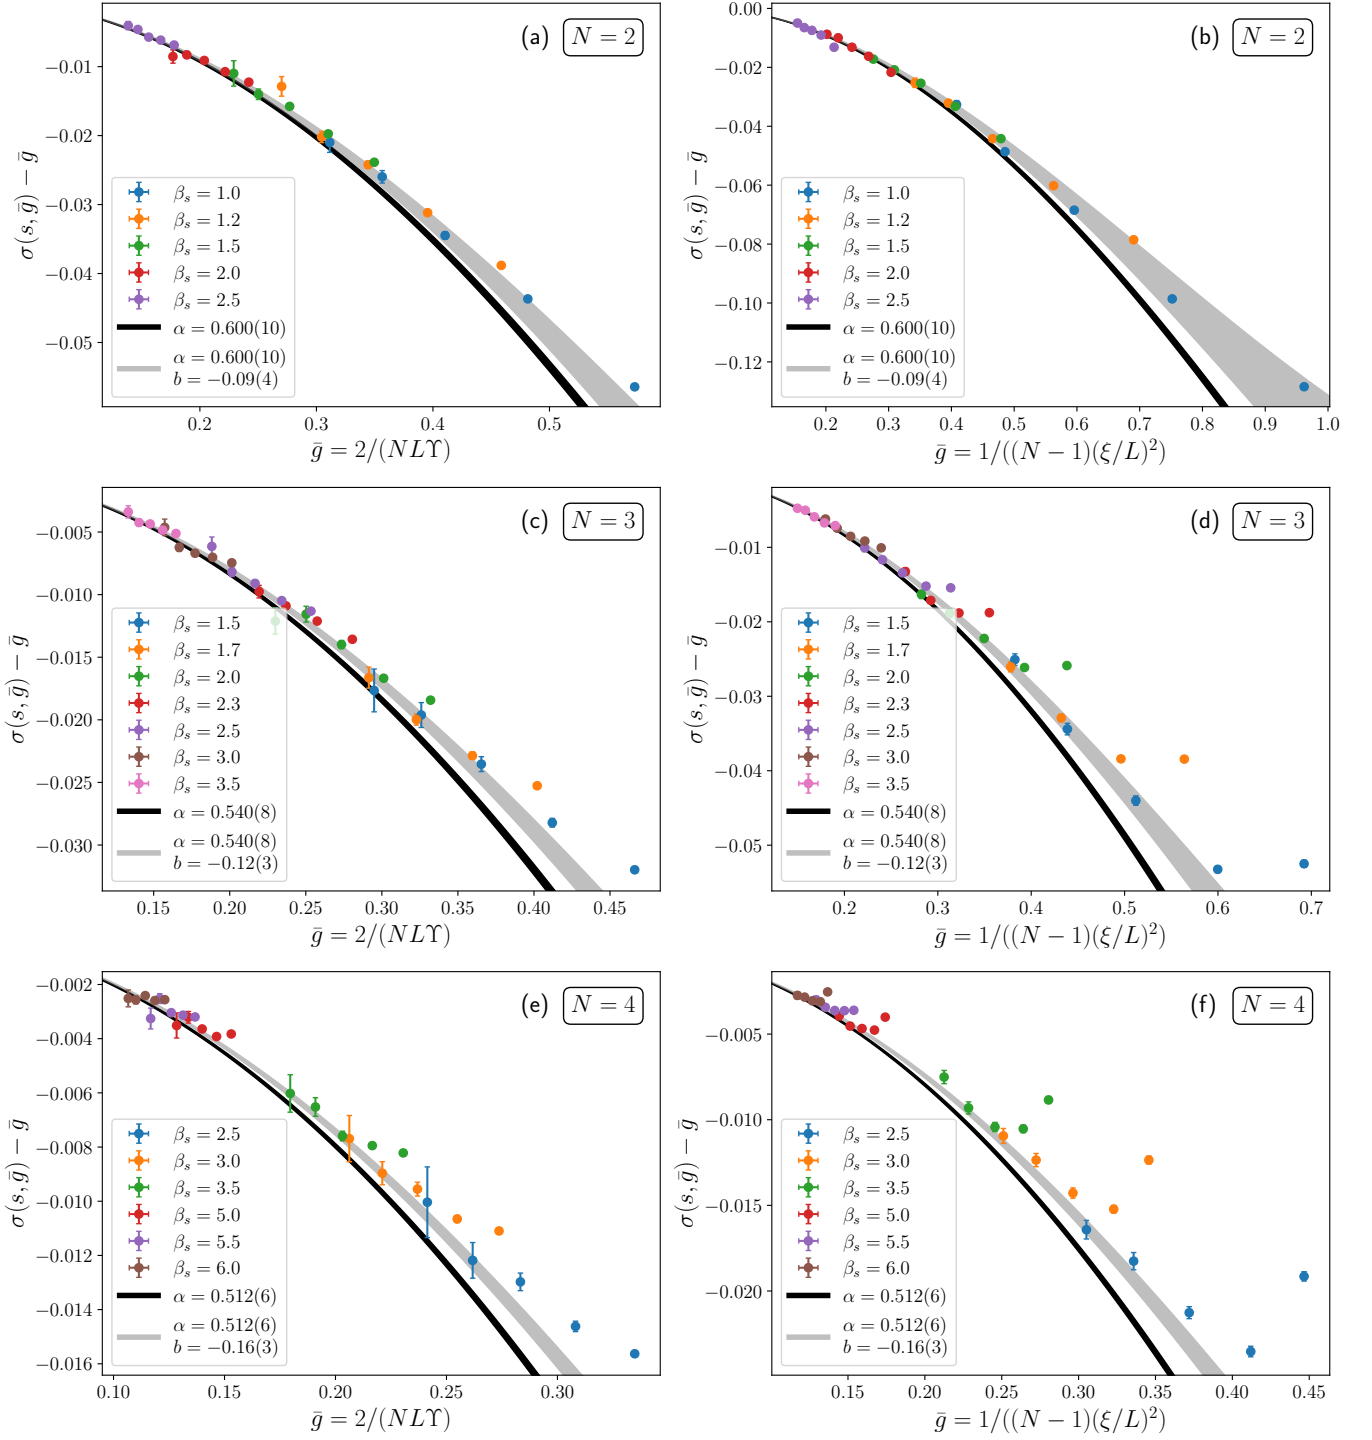 (a) N = 2
σ(s, ḡ) − ḡ
−0.01
−0.02
−0.03
−0.04
−0.05
β_s = 1.0
β_s = 1.2
β_s = 1.5
β_s = 2.0
β_s = 2.5
α = 0.600(10)
α = 0.600(10)
b = −0.09(4)
0.2 0.3 0.4 0.5
ḡ = 2/(NLΥ)
(b) N = 2
σ(s, ḡ) − ḡ
0.00
−0.02
−0.04
−0.06
−0.08
−0.10
−0.12
β_s = 1.0
β_s = 1.2
β_s = 1.5
β_s = 2.0
β_s = 2.5
α = 0.600(10)
α = 0.600(10)
b = −0.09(4)
0.2 0.3 0.4 0.5 0.6 0.7 0.8 0.9 1.0
ḡ = 1/((N − 1)(ξ/L)²)
(c) N = 3
σ(s, ḡ) − ḡ
−0.005
−0.010
−0.015
−0.020
−0.025
−0.030
β_s = 1.5
β_s = 1.7
β_s = 2.0
β_s = 2.3
β_s = 2.5
β_s = 3.0
β_s = 3.5
α = 0.540(8)
α = 0.540(8)
b = −0.12(3)
0.15 0.20 0.25 0.30 0.35 0.40 0.45
ḡ = 2/(NLΥ)
(d) N = 3
σ(s, ḡ) − ḡ
−0.01
−0.02
−0.03
−0.04
−0.05
β_s = 1.5
β_s = 1.7
β_s = 2.0
β_s = 2.3
β_s = 2.5
β_s = 3.0
β_s = 3.5
α = 0.540(8)
α = 0.540(8)
b = −0.12(3)
0.2 0.3 0.4 0.5 0.6 0.7
ḡ = 1/((N − 1)(ξ/L)²)
(e) N = 4
σ(s, ḡ) − ḡ
−0.002
−0.004
−0.006
−0.008
−0.010
−0.012
−0.014
−0.016
β_s = 2.5
β_s = 3.0
β_s = 3.5
β_s = 5.0
β_s = 5.5
β_s = 6.0
α = 0.512(6)
α = 0.512(6)
b = −0.16(3)
0.10 0.15 0.20 0.25 0.30
ḡ = 2/(NLΥ)
(f) N = 4
σ(s, ḡ) − ḡ
−0.005
−0.010
−0.015
−0.020
β_s = 2.5
β_s = 3.0
β_s = 3.5
β_s = 5.0
β_s = 5.5
β_s = 6.0
α = 0.512(6)
α = 0.512(6)
b = −0.16(3)
0.15 0.20 0.25 0.30 0.35 0.40 0.45
ḡ = 1/((N − 1)(ξ/L)²)